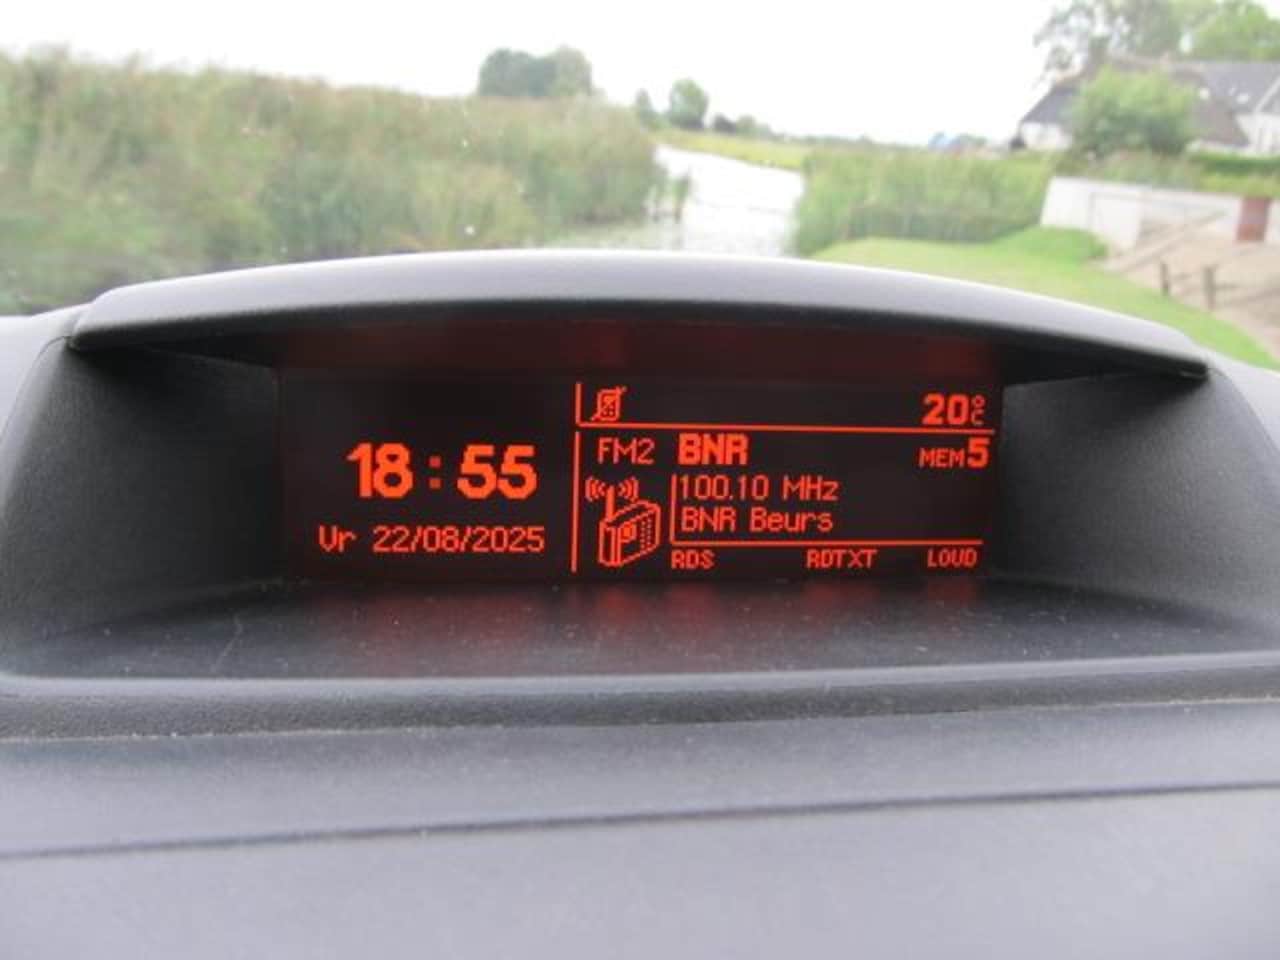 18:55
Vr 22/08/2025
20°C
FM2 BNR MEM5
100.10 MHz
BNR Beurs
RDS RDTXT LOUD